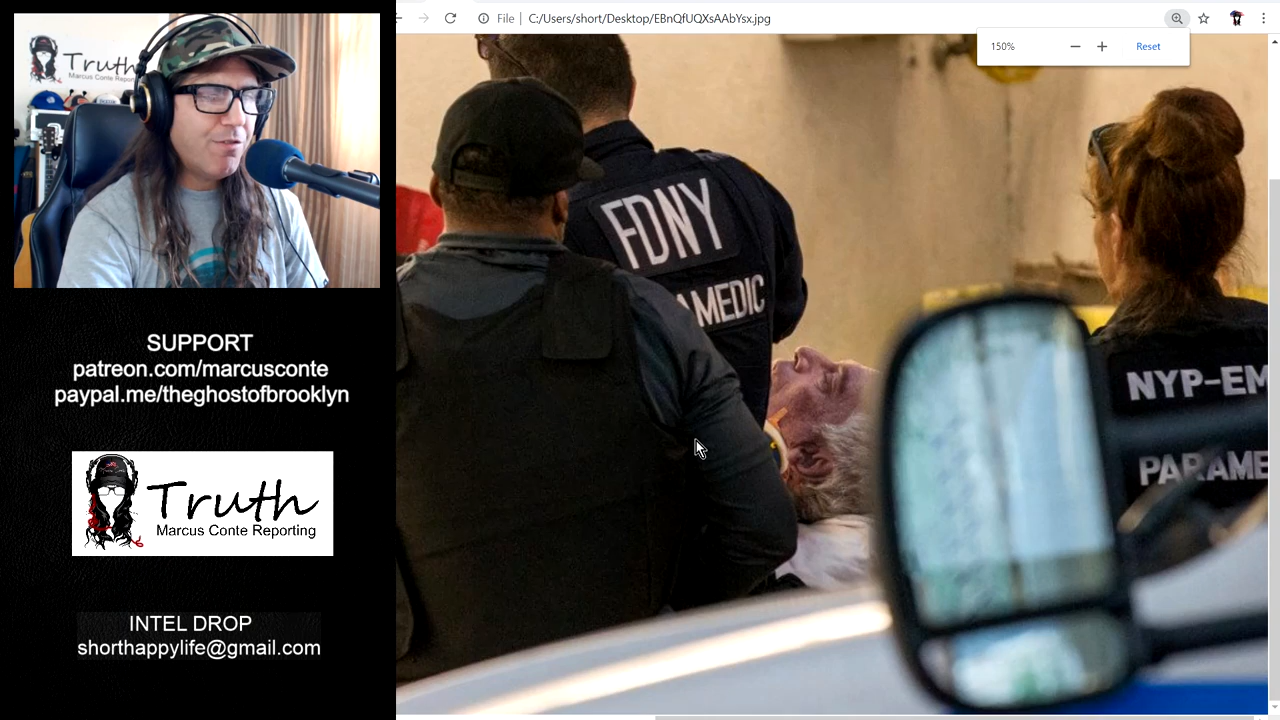 Truth
Marcus Conte Repor
SUPPORT
patreon.com/marcusconte
paypal.me/theghostofbrooklyn
Truth
Marcus Conte Reporting
INTEL DROP
shorthappylife@gmail.com
File | C:/Users/short/Desktop/EBnQfUQXsAAbYsx.jpg
150%
Reset
FDNY
AMEDIC
NYP-EM
PARAME